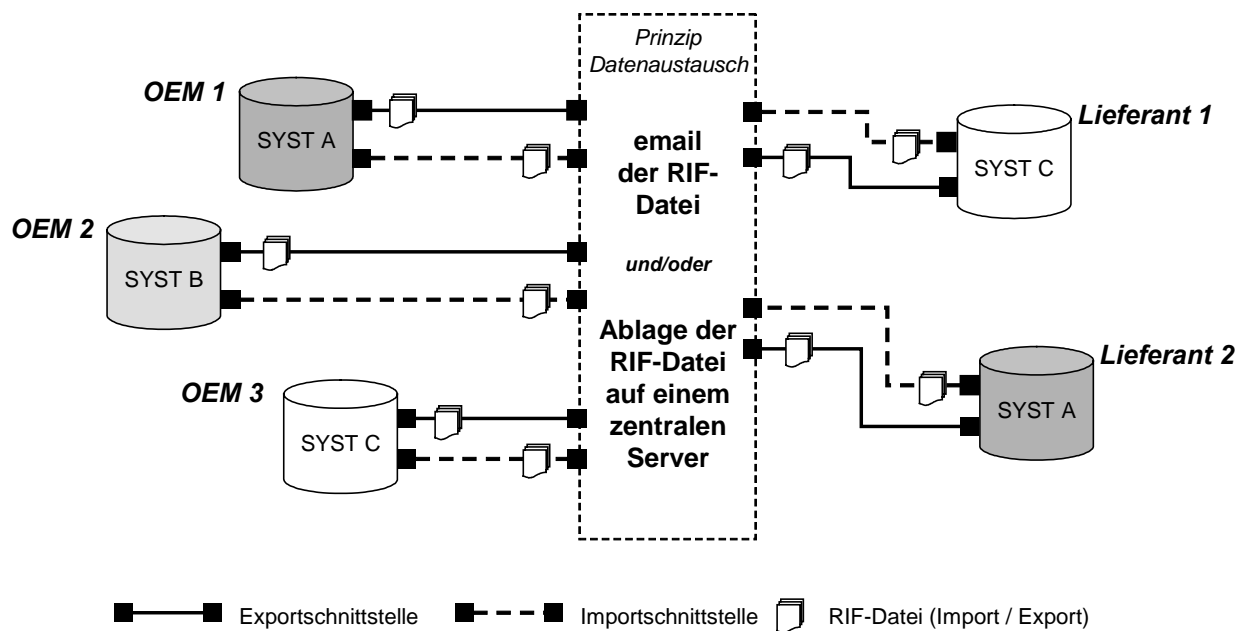 Prinzip
Datenaustausch
OEM 1
SYST A
email
der RIF-
Datei
Lieferant 1
SYST C
OEM 2
SYST B
und/oder
Ablage der
RIF-Datei
auf einem
zentralen
Server
OEM 3
SYST C
Lieferant 2
SYST A
Exportschnittstelle
Importschnittstelle
RIF-Datei (Import / Export)